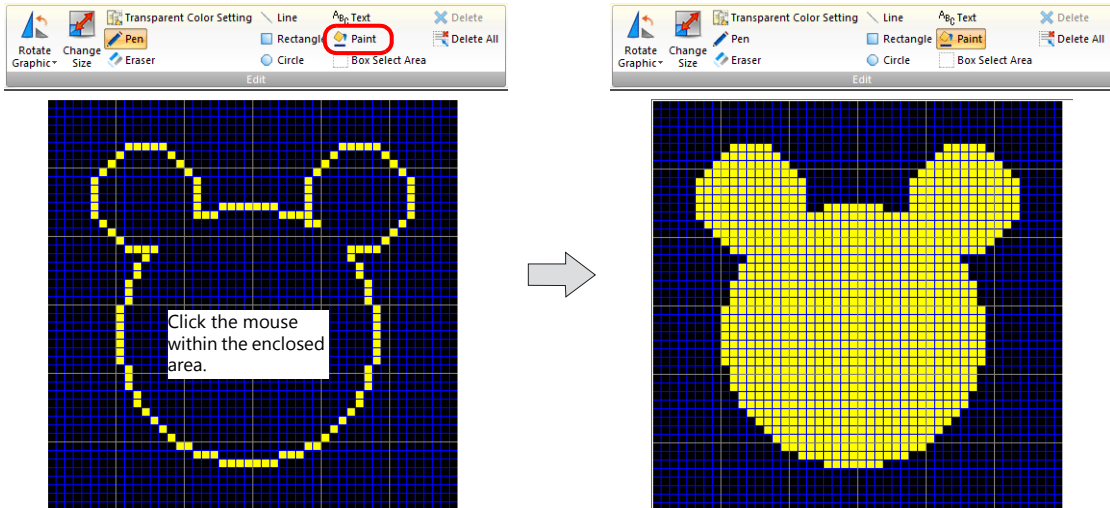 Transparent Color Setting Line ABC Text Delete
Rotate Graphic Change Size Pen Rectangle Paint Delete All
Eraser Circle Box Select Area
Edit
Transparent Color Setting Line ABC Text Delete
Rotate Graphic Change Size Pen Rectangle Paint Delete All
Eraser Circle Box Select Area
Edit
Click the mouse
within the enclosed
area.